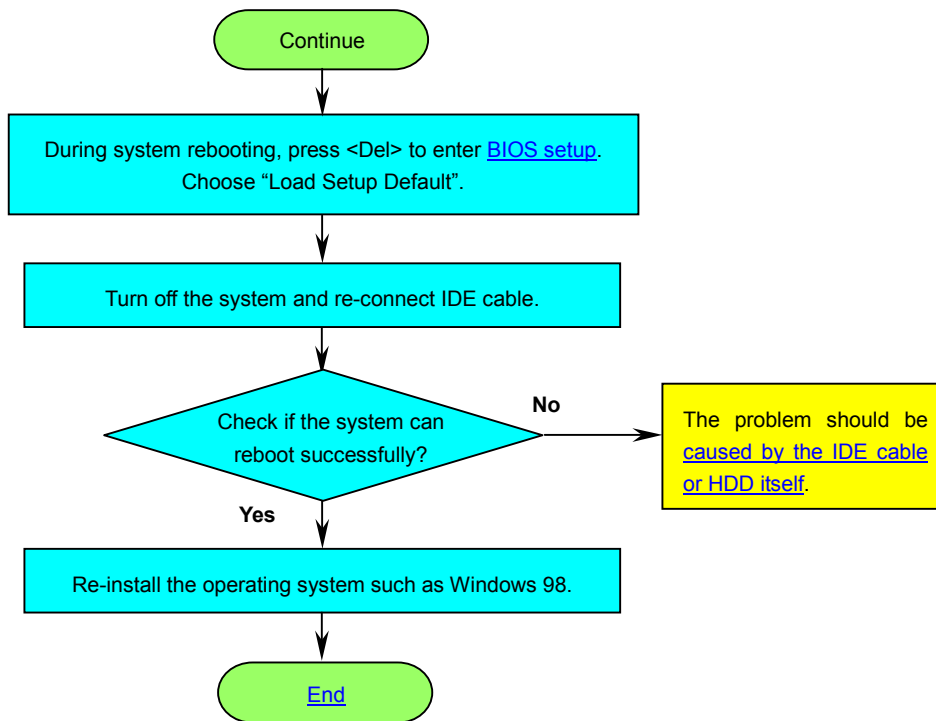 Continue
During system rebooting, press <Del> to enter BIOS setup.
Choose “Load Setup Default”.
Turn off the system and re-connect IDE cable.
Check if the system can
reboot successfully?
No
The problem should be
caused by the IDE cable
or HDD itself.
Yes
Re-install the operating system such as Windows 98.
End